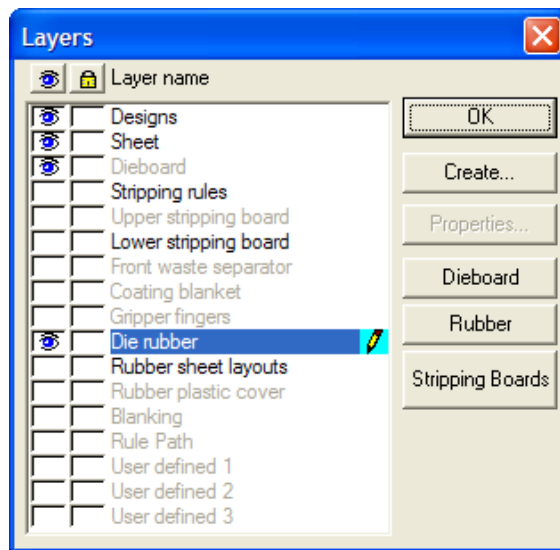 Layers
Layer name
Designs
Sheet
Dieboard
Stripping rules
Upper stripping board
Lower stripping board
Front waste separator
Coating blanket
Gripper fingers
Die rubber
Rubber sheet layouts
Rubber plastic cover
Blanking
Rule Path
User defined 1
User defined 2
User defined 3
OK
Create...
Properties...
Dieboard
Rubber
Stripping Boards